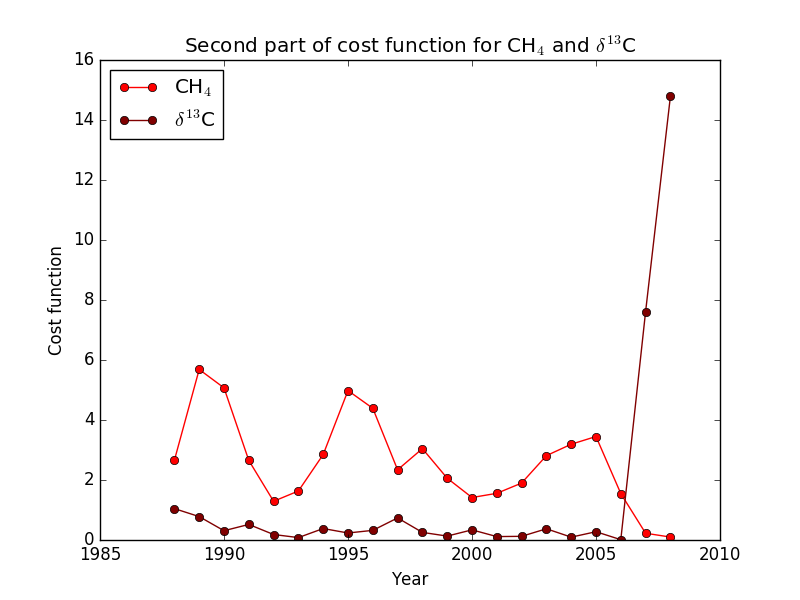 Second part of cost function for CH₄ and δ¹³C
CH₄
δ¹³C
16
14
12
10
8
6
4
2
0
Cost function
1985 1990 1995 2000 2005 2010
Year